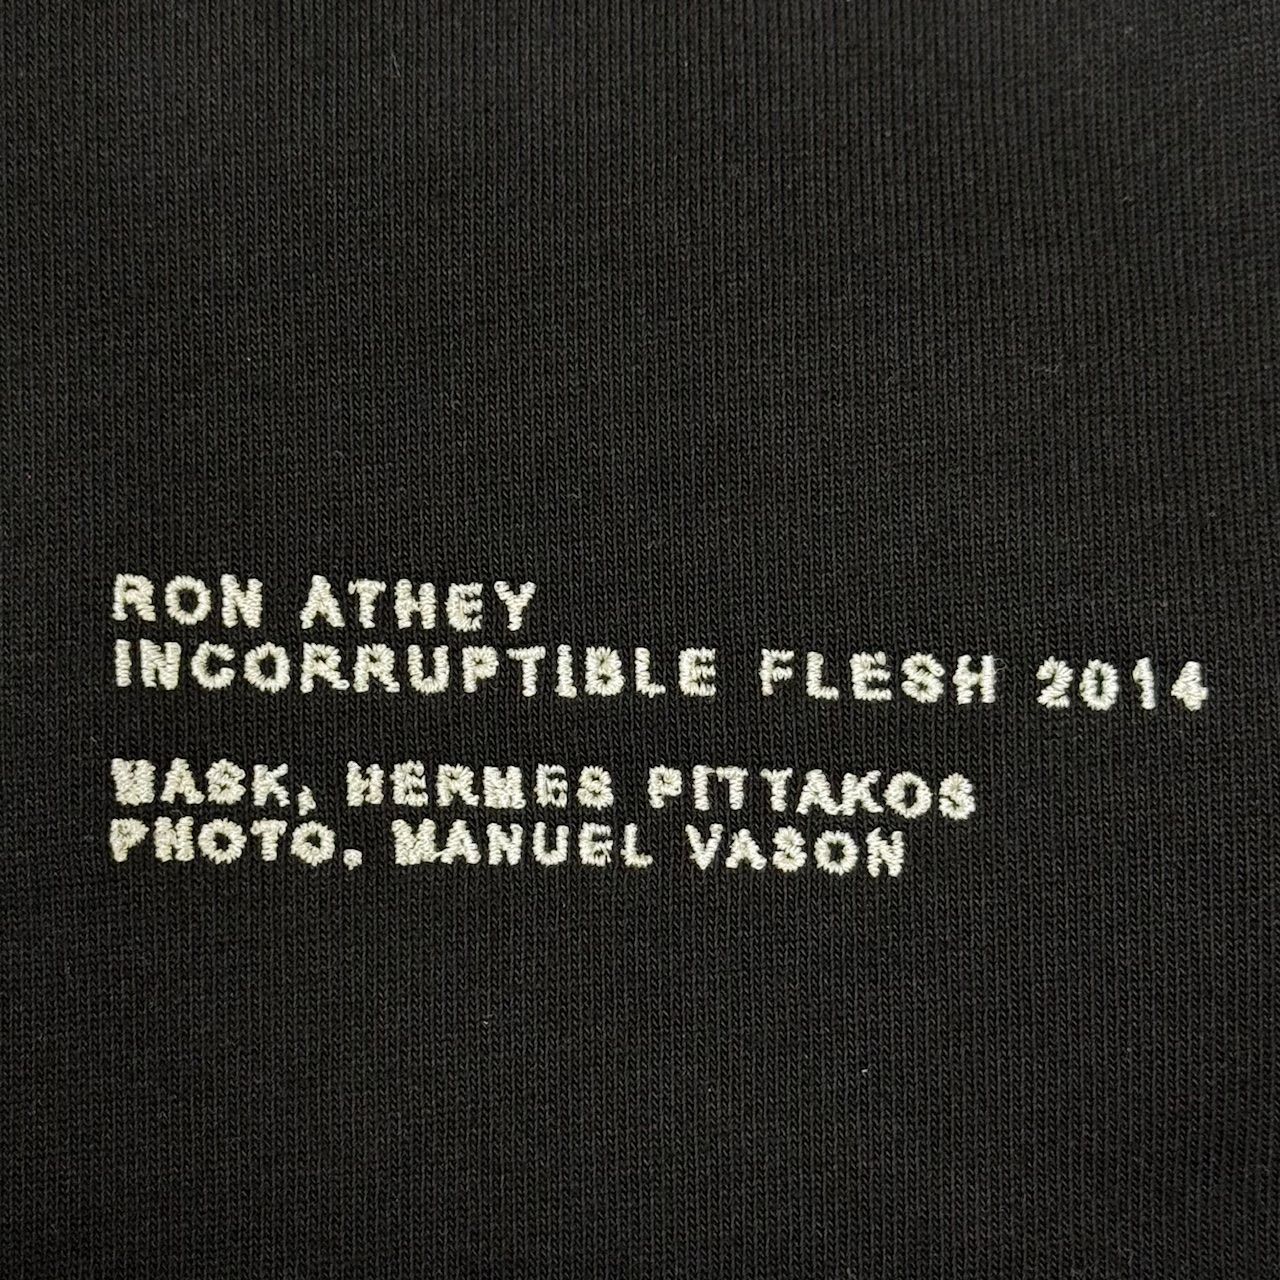 RON ATHEY
INCORRUPTIBLE FLESH 2014
MASK, HERMES PITTAKOS
PHOTO, MANUEL VASON